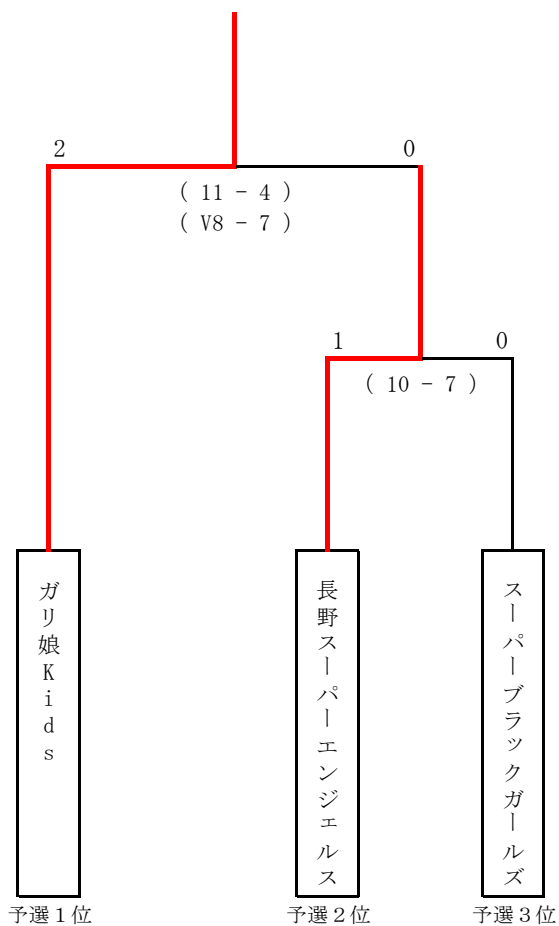 2
0
( 11 - 4 )
( V8 - 7 )
1
0
( 10 - 7 )
ガリ娘Kids
長野スーパーエンジェルス
スーパーブラックガールズ
予選１位
予選２位
予選３位